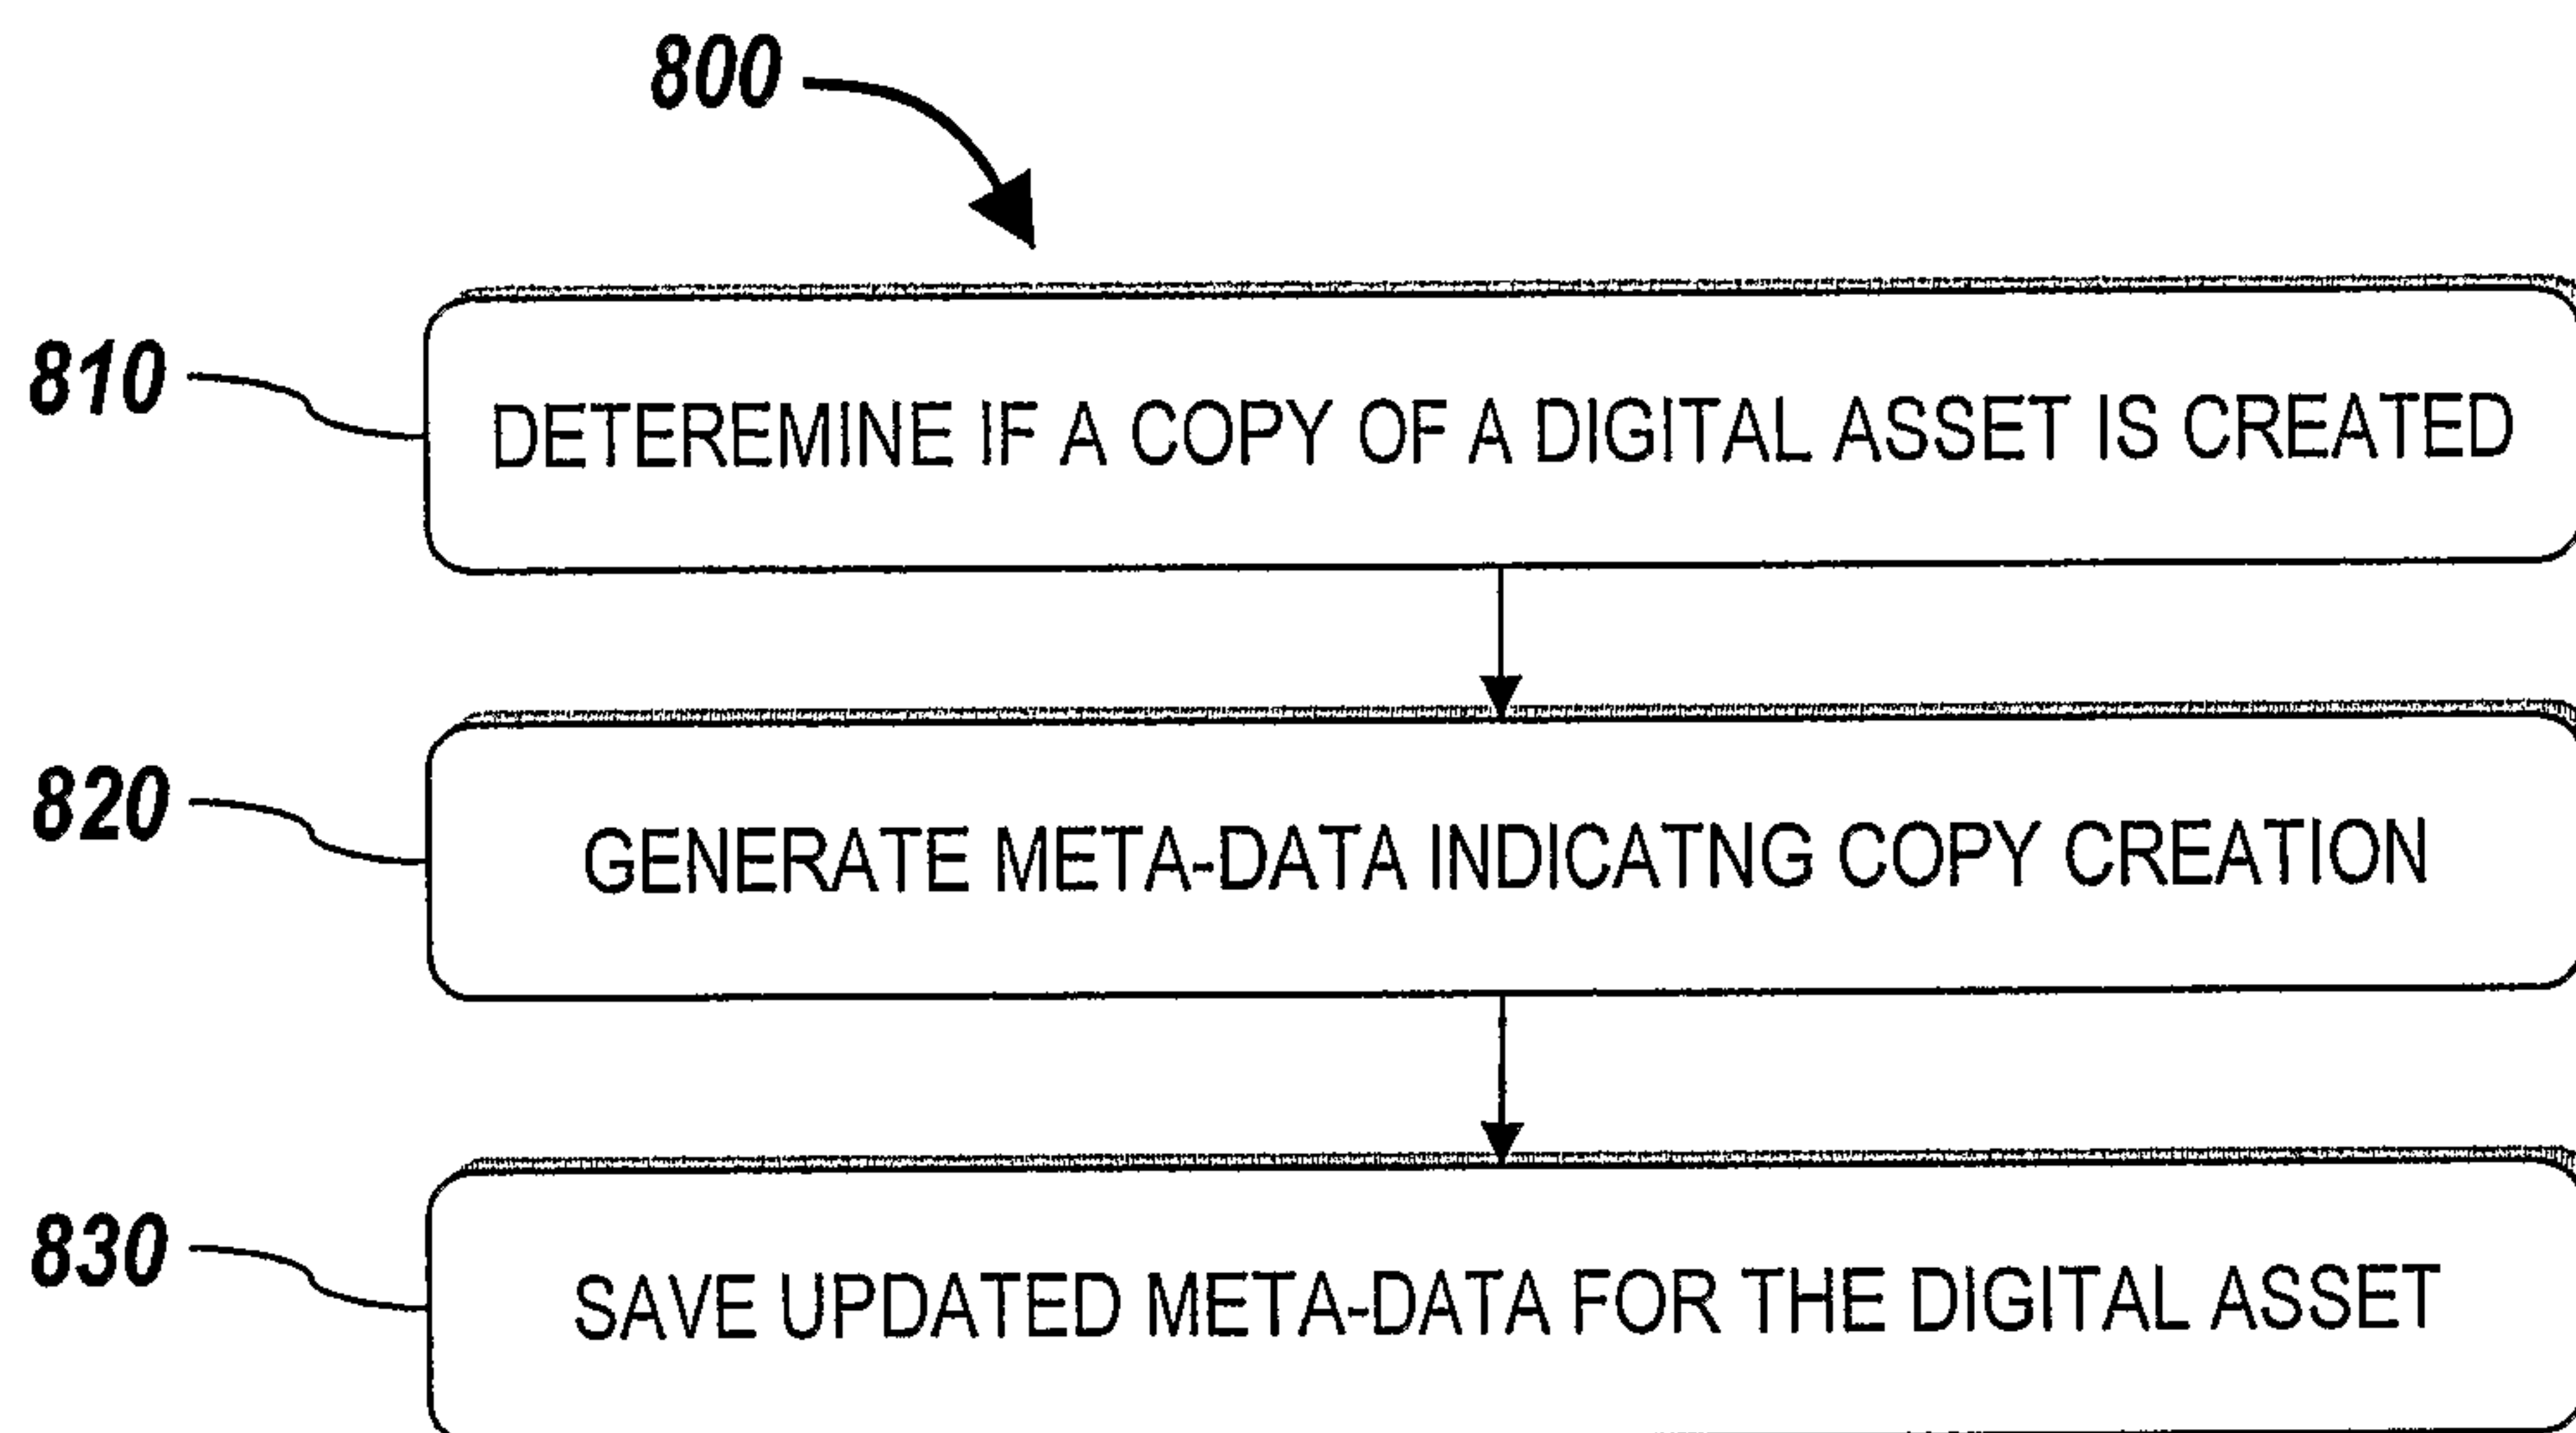 800
810
DETEREMINE IF A COPY OF A DIGITAL ASSET IS CREATED
820
GENERATE META-DATA INDICATNG COPY CREATION
830
SAVE UPDATED META-DATA FOR THE DIGITAL ASSET